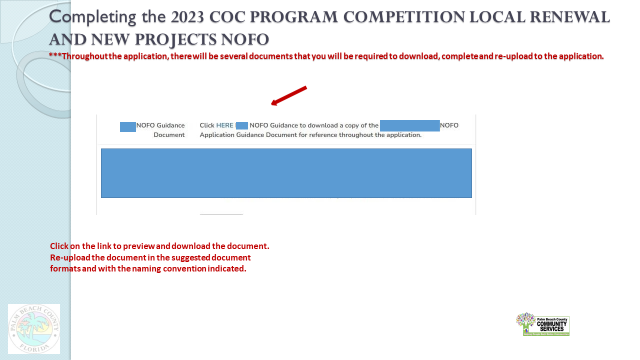 Completing the 2023 COC PROGRAM COMPETITION LOCAL RENEWAL
AND NEW PROJECTS NOFO
***Throughout the application, there will be several documents that you will be required to download, complete and re-upload to the application.
NOFO Guidance
Document
Click HERE NOFO Guidance to download a copy of the NOFO
Application Guidance Document for reference throughout the application.
Click on the link to preview and download the document.
Re-upload the document in the suggested document
formats and with the naming convention indicated.
PALM BEACH COUNTY
FLORIDA
Palm Beach County
COMMUNITY
SERVICES